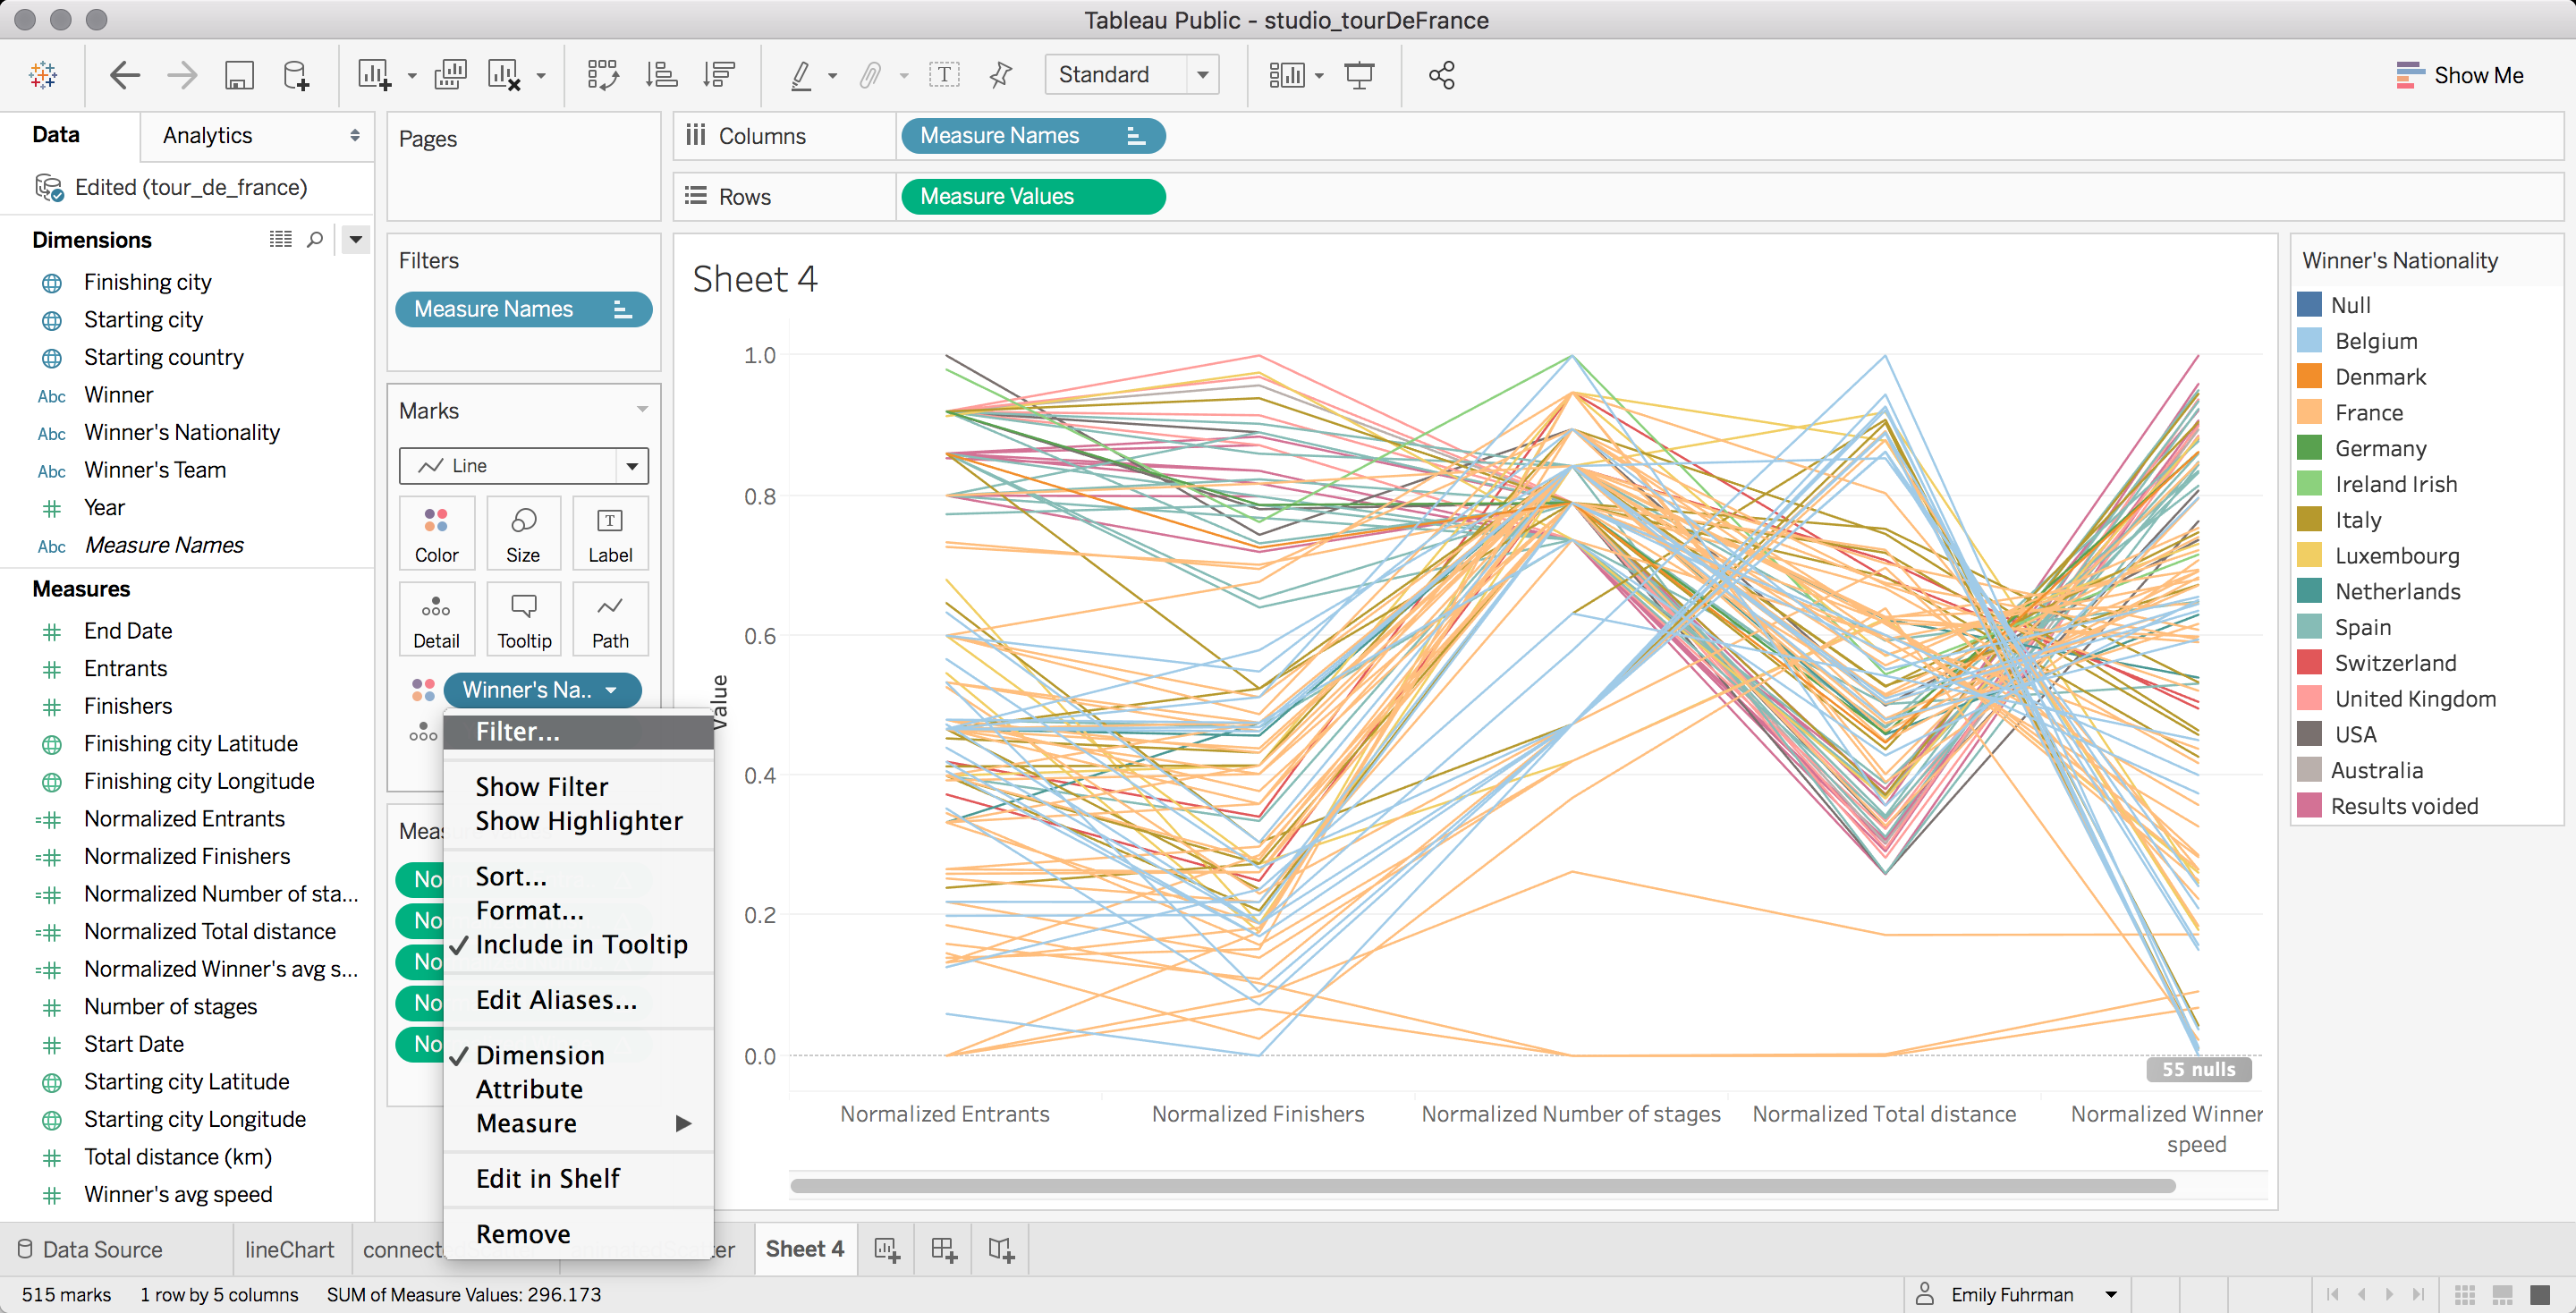 Tableau Public - studio_tourDeFrance
Standard
Show Me
Data
Analytics
Edited (tour_de_france)
Dimensions
Finishing city
Starting city
Starting country
Abc Winner
Abc Winner's Nationality
Abc Winner's Team
Year
Abc Measure Names
Measures
End Date
Entrants
Finishers
Finishing city Latitude
Finishing city Longitude
Normalized Entrants
Normalized Finishers
Normalized Number of sta...
Normalized Total distance
Normalized Winner's avg s...
Number of stages
Start Date
Starting city Latitude
Starting city Longitude
Total distance (km)
Winner's avg speed
Pages
Filters
Measure Names
Marks
Line
Color
Size
Label
Detail
Tooltip
Path
Winner's Na..
Filter...
Show Filter
Show Highlighter
Sort...
Format...
Include in Tooltip
Edit Aliases...
Dimension
Attribute
Measure
Edit in Shelf
Remove
Meas
No
No
No
No
No
Columns
Measure Names
Rows
Measure Values
Sheet 4
Value
1.0
0.8
0.6
0.4
0.2
0.0
55 nulls
Normalized Entrants
Normalized Finishers
Normalized Number of stages
Normalized Total distance
Normalized Winner
speed
Winner's Nationality
Null
Belgium
Denmark
France
Germany
Ireland Irish
Italy
Luxembourg
Netherlands
Spain
Switzerland
United Kingdom
USA
Australia
Results voided
Data Source
lineChart
connect
er
Sheet 4
515 marks
1 row by 5 columns
SUM of Measure Values: 296.173
Emily Fuhrman